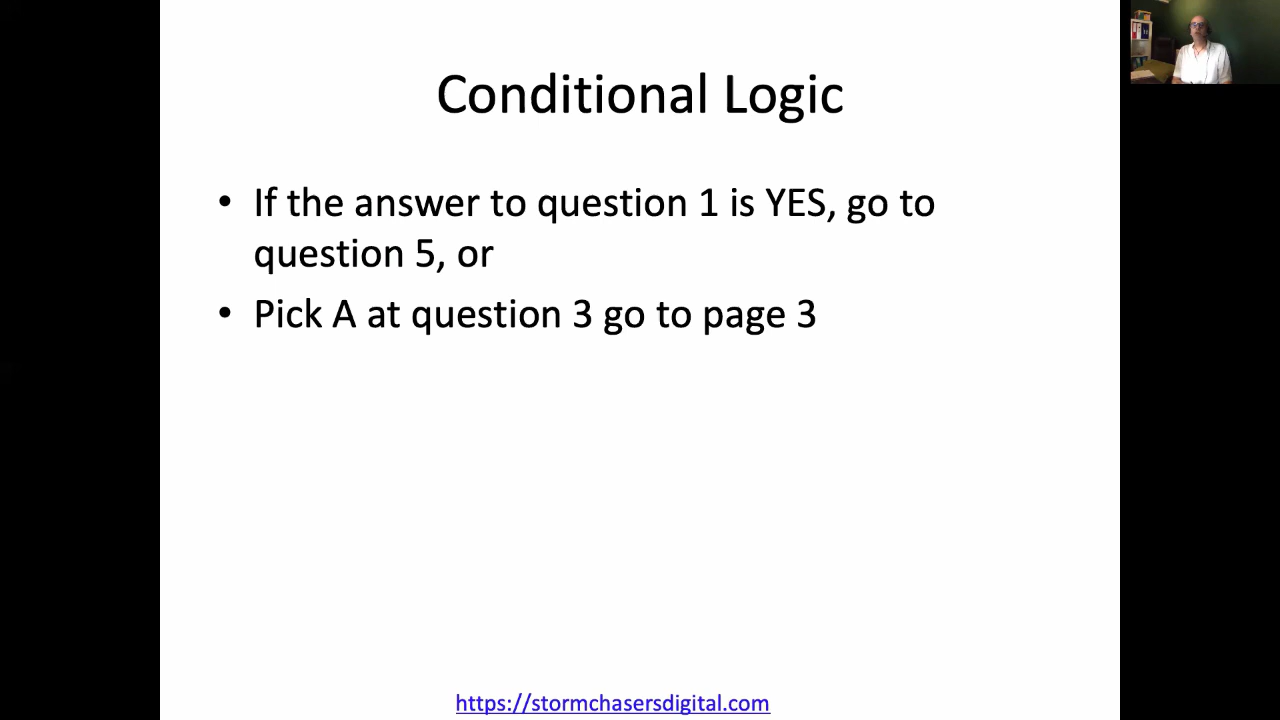 Conditional Logic
• If the answer to question 1 is YES, go to
question 5, or
• Pick A at question 3 go to page 3
https://stormchasersdigital.com